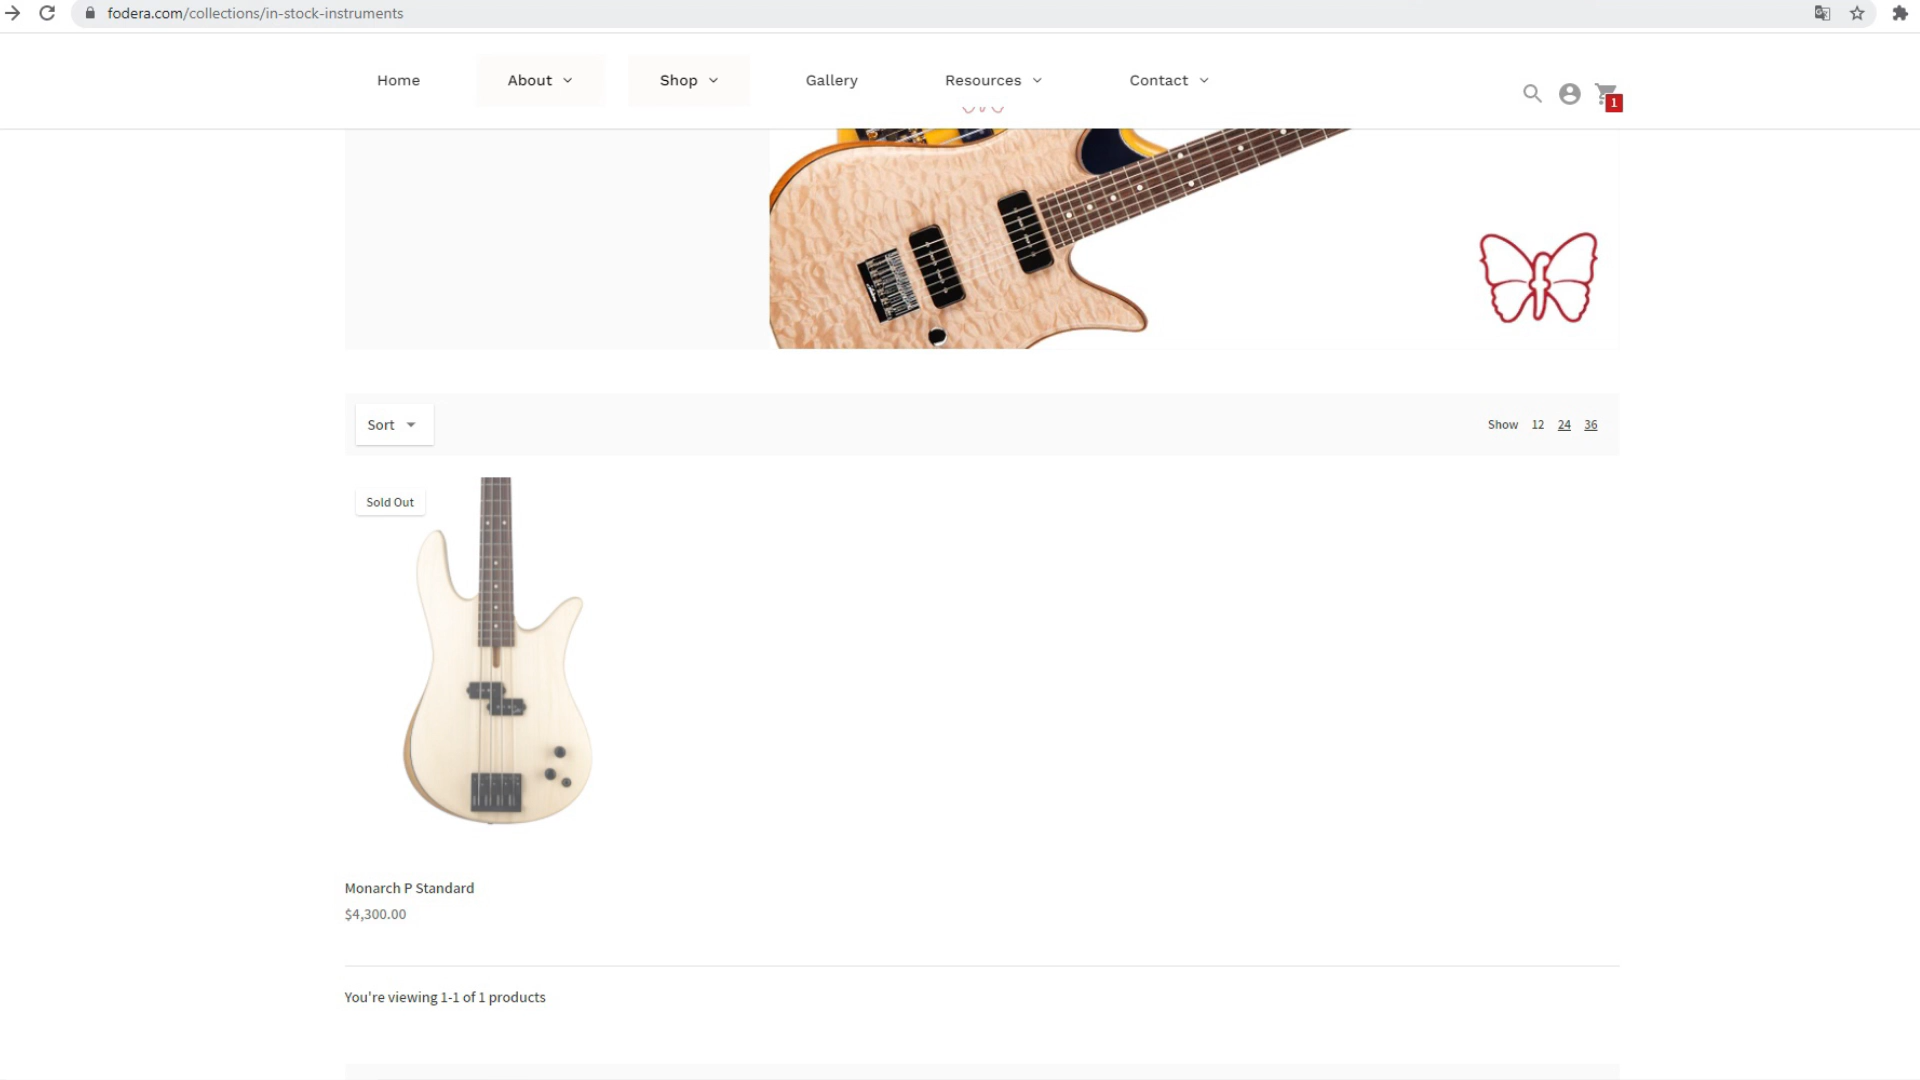 fodera.com/collections/in-stock-instruments
Home About Shop Gallery Resources Contact
1
Sort
Show 12 24 36
Sold Out
Monarch P Standard
$4,300.00
You're viewing 1-1 of 1 products